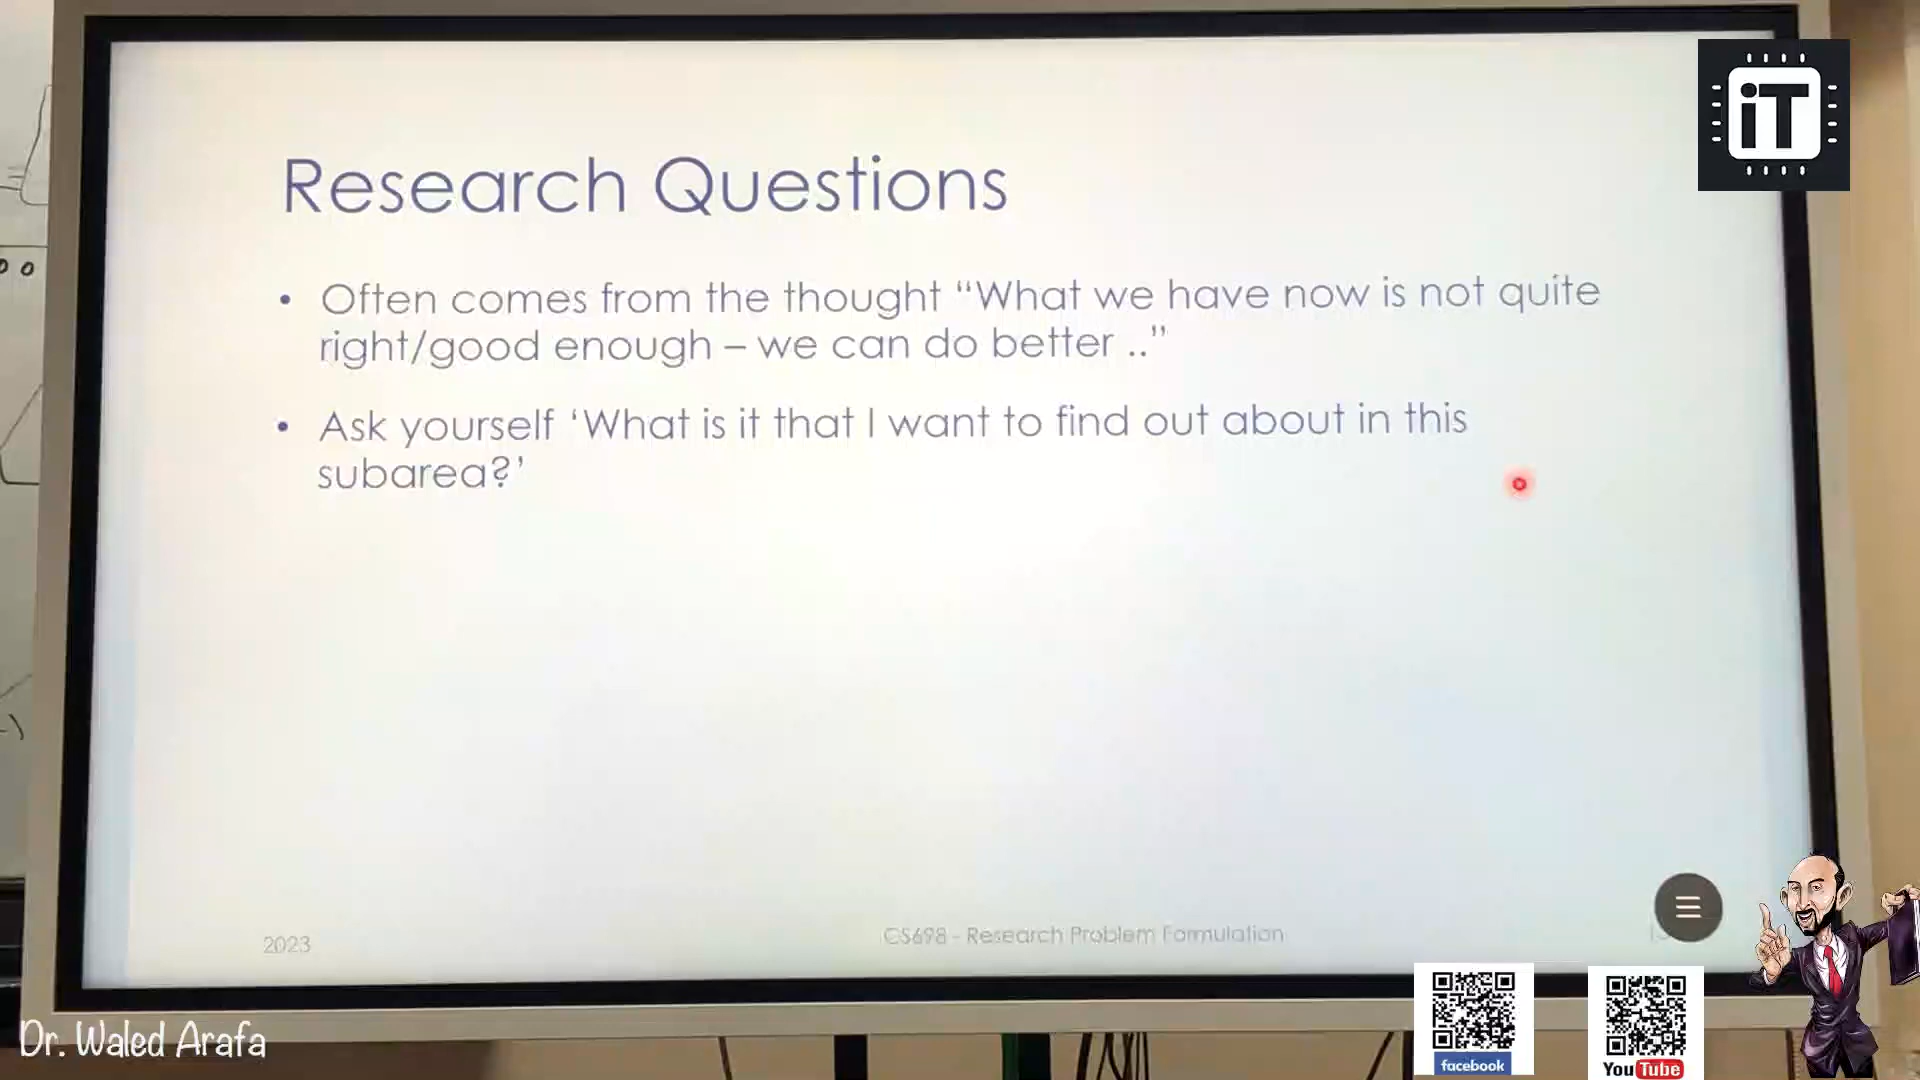 iT
Research Questions
• Often comes from the thought “What we have now is not quite
right/good enough – we can do better ..”
• Ask yourself ‘What is it that I want to find out about in this
subarea?’
2023
CS698 - Research Problem Formulation
Dr. Waled Arafa
facebook
YouTube